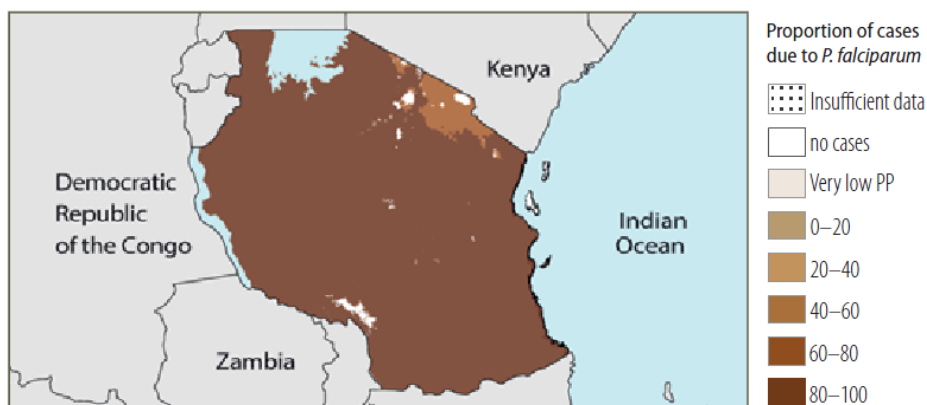 Kenya
Democratic
Republic
of the Congo
Indian
Ocean
Zambia
Proportion of cases
due to P. falciparum
Insufficient data
no cases
Very low PP
0–20
20–40
40–60
60–80
80–100